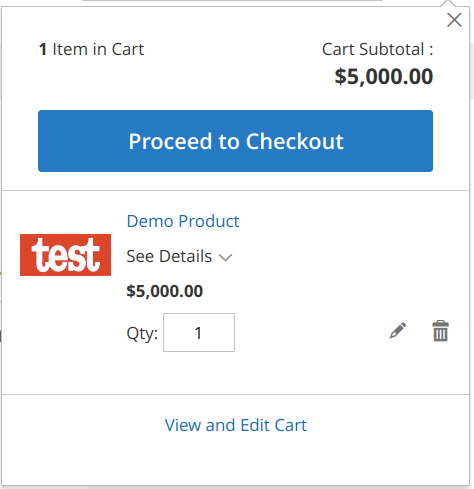 1 Item in Cart
Cart Subtotal :
$5,000.00
Proceed to Checkout
Demo Product
test
See Details
$5,000.00
Qty: 1
View and Edit Cart